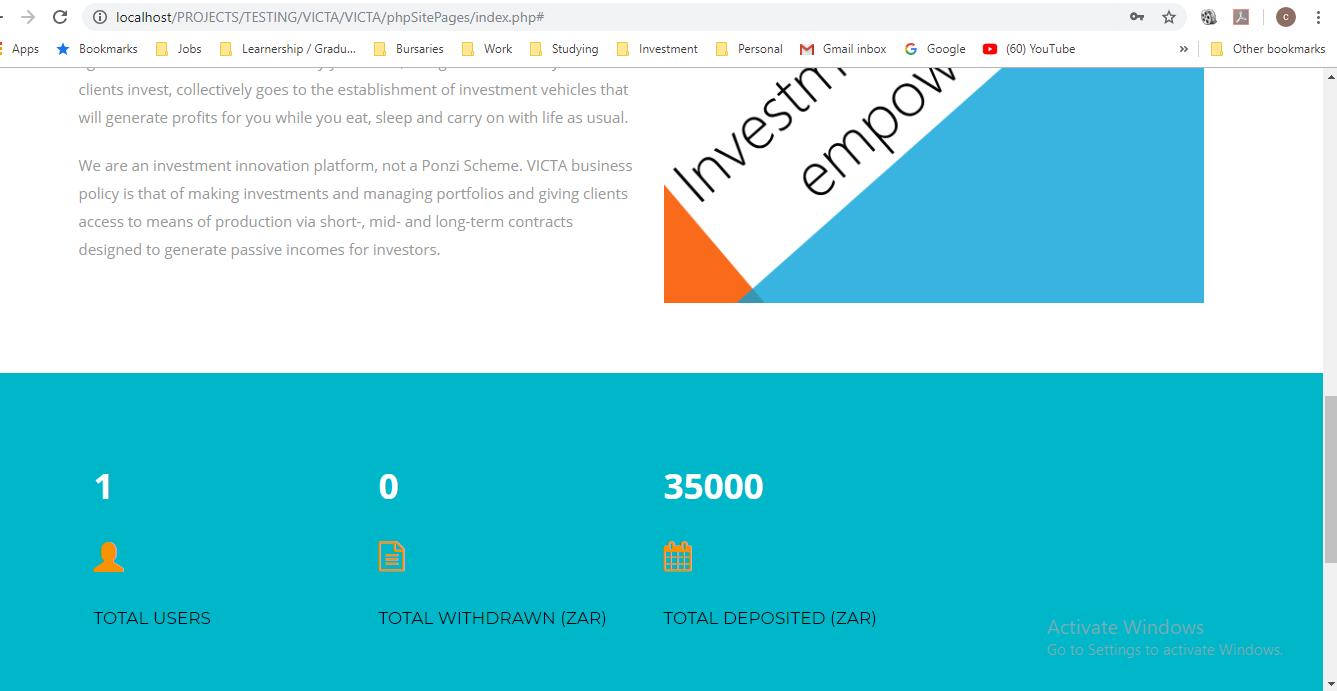 localhost/PROJECTS/TESTING/VICTA/VICTA/phpSitePages/index.php#
c
Apps Bookmarks Jobs Learnership / Gradu... Bursaries Work Studying Investment Personal Gmail inbox Google (60) YouTube » Other bookmarks
clients invest, collectively goes to the establishment of investment vehicles that
will generate profits for you while you eat, sleep and carry on with life as usual.
We are an investment innovation platform, not a Ponzi Scheme. VICTA business
policy is that of making investments and managing portfolios and giving clients
access to means of production via short-, mid- and long-term contracts
designed to generate passive incomes for investors.
Investm
empow
1 0 35000
TOTAL USERS TOTAL WITHDRAWN (ZAR) TOTAL DEPOSITED (ZAR)
Activate Windows
Go to Settings to activate Windows.